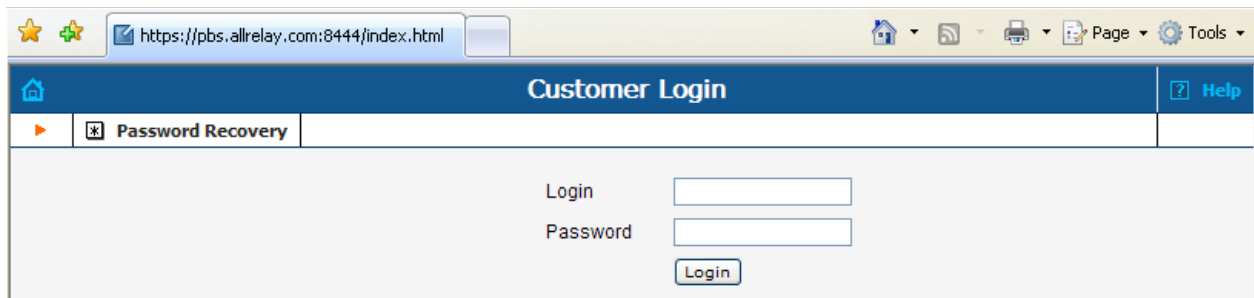 https://pbs.allrelay.com:8444/index.html Page Tools
Customer Login ? Help
* Password Recovery
Login
Password
Login